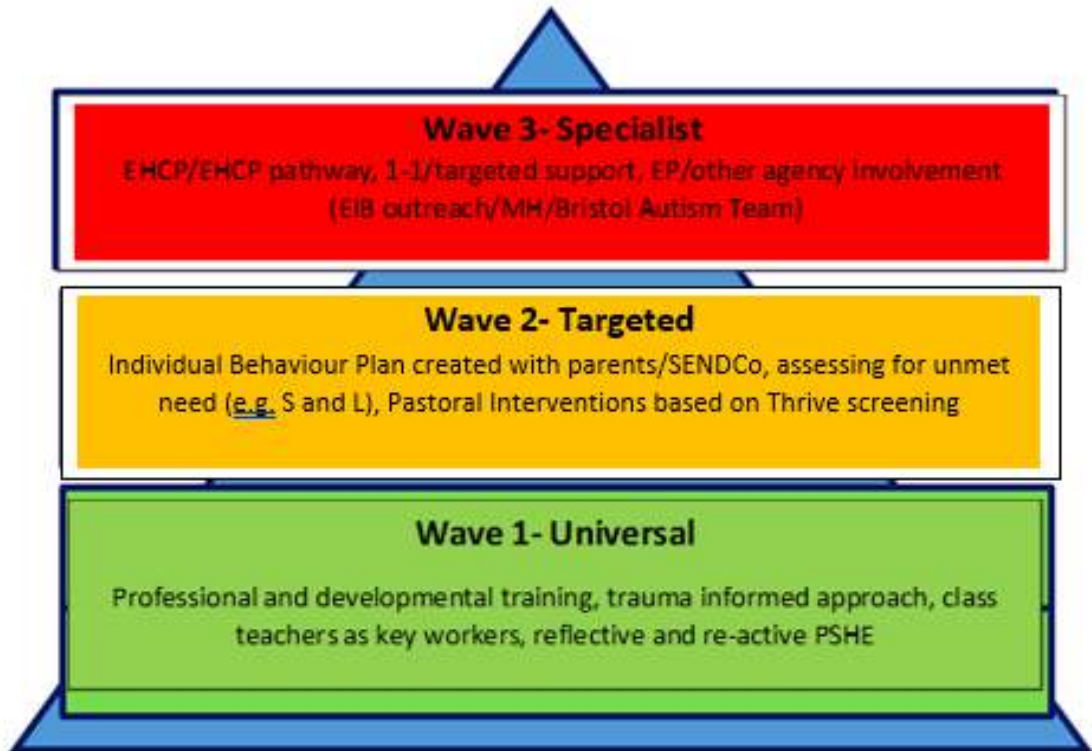 Wave 3- Specialist
EHCP/EHCP pathway, 1-1/targeted support, EP/other agency involvement
(EIB outreach/MH/Bristol Autism Team)
Wave 2- Targeted
Individual Behaviour Plan created with parents/SENDCo, assessing for unmet
need (e.g. S and L), Pastoral Interventions based on Thrive screening
Wave 1- Universal
Professional and developmental training, trauma informed approach, class
teachers as key workers, reflective and re-active PSHE